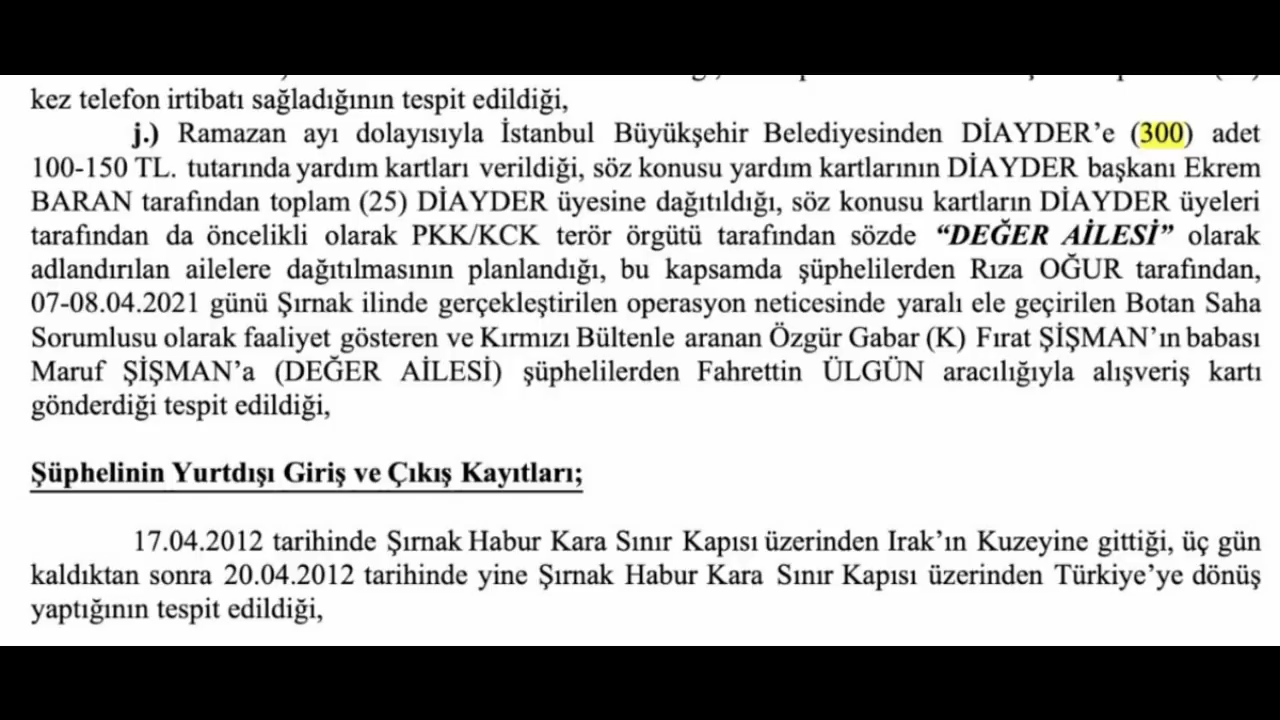 kez telefon irtibatı sağladığının tespit edildiği,
j.) Ramazan ayı dolayısıyla İstanbul Büyükşehir Belediyesinden DİAYDER’e (300) adet
100-150 TL. tutarında yardım kartları verildiği, söz konusu yardım kartlarının DİAYDER başkanı Ekrem
BARAN tarafından toplam (25) DİAYDER üyesine dağıtıldığı, söz konusu kartların DİAYDER üyeleri
tarafından da öncelikli olarak PKK/KCK terör örgütü tarafından sözde “DEĞER AİLESİ” olarak
adlandırılan ailelere dağıtılmasının planlandığı, bu kapsamda şüphelilerden Rıza OĞUR tarafından,
07-08.04.2021 günü Şırnak ilinde gerçekleştirilen operasyon neticesinde yaralı ele geçirilen Botan Saha
Sorumlusu olarak faaliyet gösteren ve Kırmızı Bültenle aranan Özgür Gabar (K) Fırat ŞİŞMAN’ın babası
Maruf ŞİŞMAN’a (DEĞER AİLESİ) şüphelilerden Fahrettin ÜLGÜN aracılığıyla alışveriş kartı
gönderdiği tespit edildiği,
Şüphelinin Yurtdışı Giriş ve Çıkış Kayıtları;
17.04.2012 tarihinde Şırnak Habur Kara Sınır Kapısı üzerinden Irak’ın Kuzeyine gittiği, üç gün
kaldıktan sonra 20.04.2012 tarihinde yine Şırnak Habur Kara Sınır Kapısı üzerinden Türkiye’ye dönüş
yaptığının tespit edildiği,